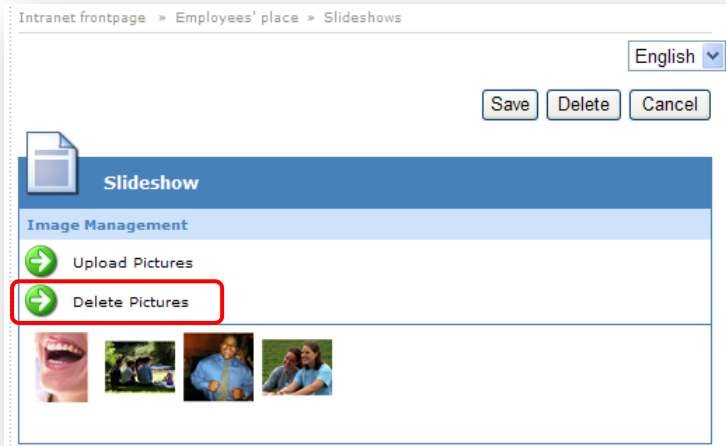 Intranet frontpage » Employees' place » Slideshows
English
Save Delete Cancel
Slideshow
Image Management
Upload Pictures
Delete Pictures